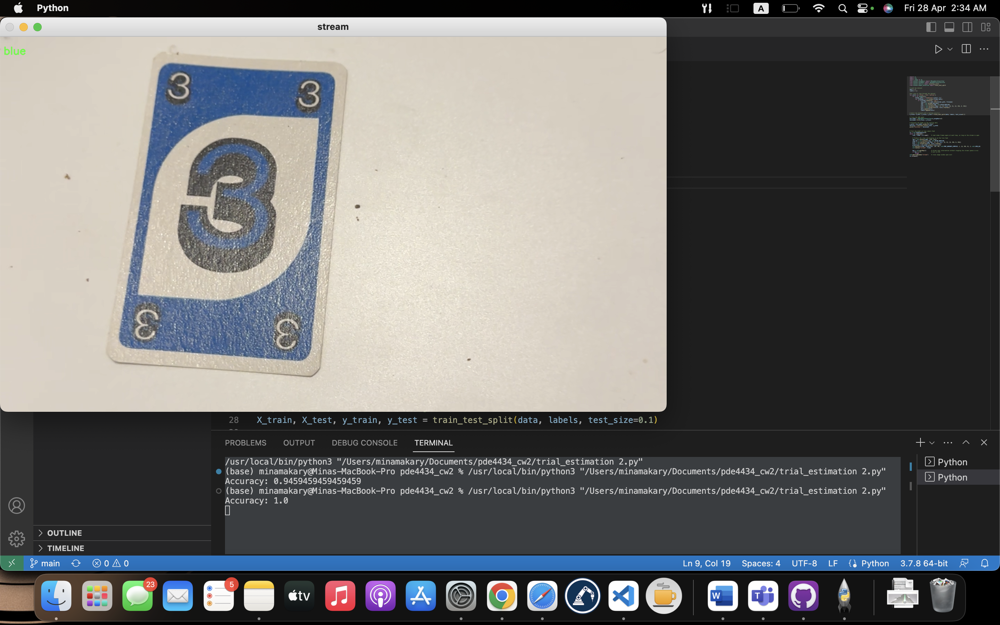 Python
A
Fri 28 Apr 2:34 AM
stream
blue
3
3
3
3
3
28 X_train, X_test, y_train, y_test = train_test_split(data, labels, test_size=0.1)
PROBLEMS OUTPUT DEBUG CONSOLE TERMINAL
/usr/local/bin/python3 "/Users/minamakary/Documents/pde4434_cw2/trial_estimation 2.py"
(base) minamakary@Minas-MacBook-Pro pde4434_cw2 % /usr/local/bin/python3 "/Users/minamakary/Documents/pde4434_cw2/trial_estimation 2.py"
Accuracy: 0.9459459459459459
(base) minamakary@Minas-MacBook-Pro pde4434_cw2 % /usr/local/bin/python3 "/Users/minamakary/Documents/pde4434_cw2/trial_estimation 2.py"
Accuracy: 1.0
Python
Python
OUTLINE
TIMELINE
main 0 0
Ln 9, Col 19 Spaces: 4 UTF-8 LF Python 3.7.8 64-bit
23
5
tv
W
T